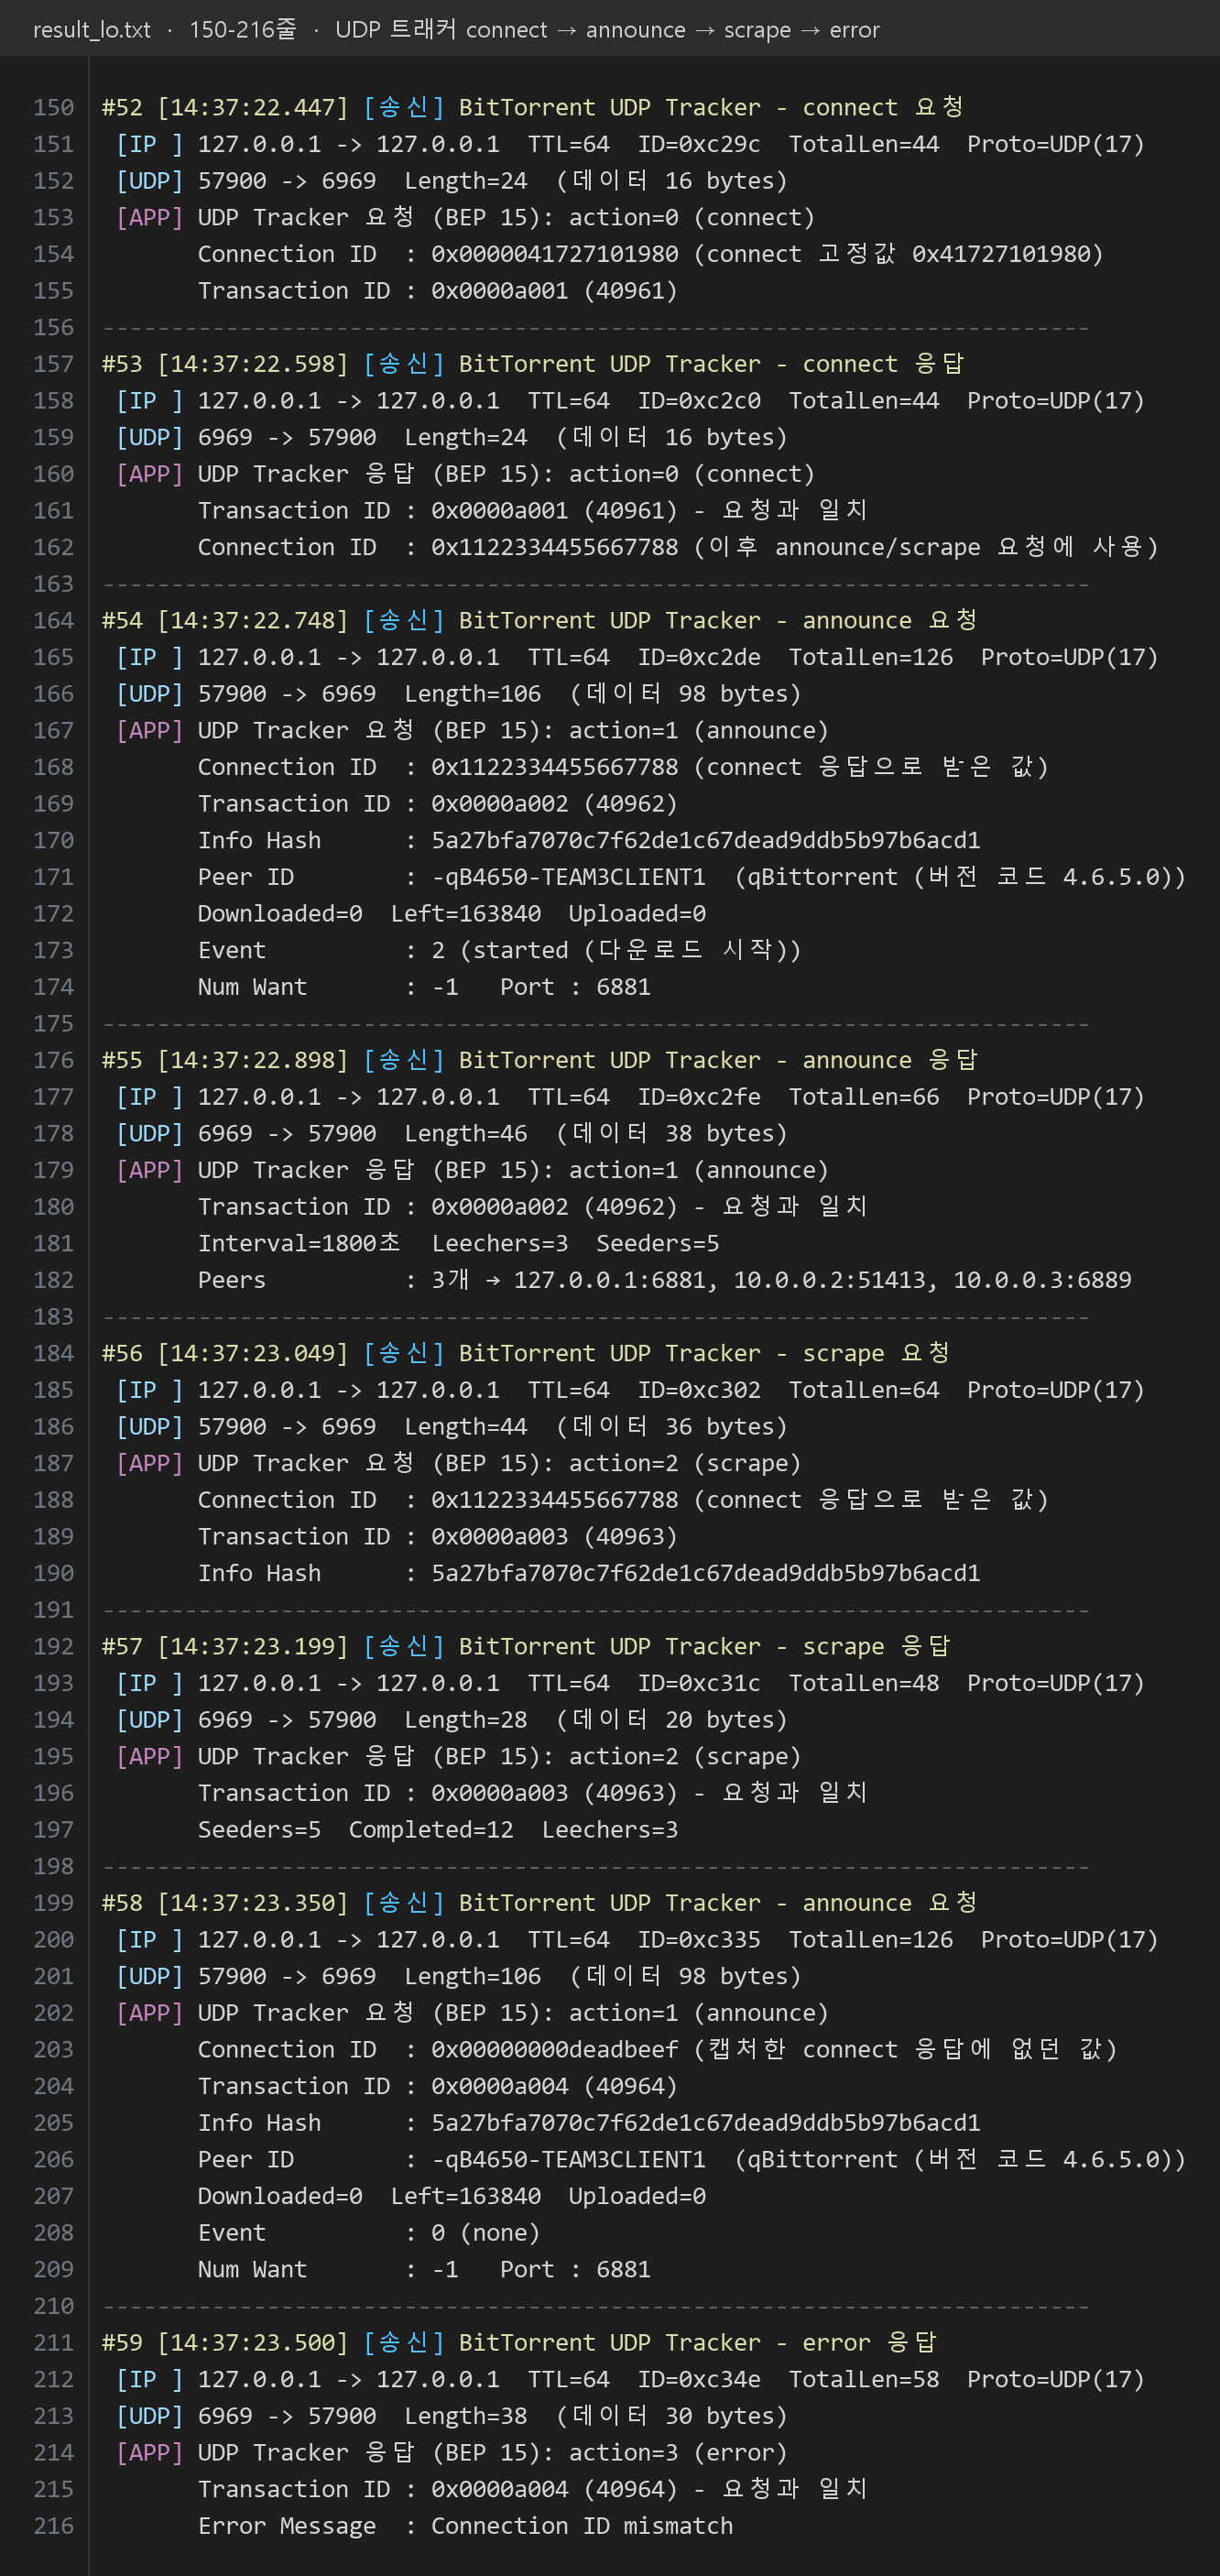 result_lo.txt · 150-216줄 · UDP 트래커 connect → announce → scrape → error
150 #52 [14:37:22.447] [송신] BitTorrent UDP Tracker - connect 요청
151 [IP ] 127.0.0.1 -> 127.0.0.1 TTL=64 ID=0xc29c TotalLen=44 Proto=UDP(17)
152 [UDP] 57900 -> 6969 Length=24 (데이터 16 bytes)
153 [APP] UDP Tracker 요청 (BEP 15): action=0 (connect)
154 Connection ID : 0x0000041727101980 (connect 고정값 0x41727101980)
155 Transaction ID : 0x0000a001 (40961)
156 ------------------------------------------------------------------------
157 #53 [14:37:22.598] [송신] BitTorrent UDP Tracker - connect 응답
158 [IP ] 127.0.0.1 -> 127.0.0.1 TTL=64 ID=0xc2c0 TotalLen=44 Proto=UDP(17)
159 [UDP] 6969 -> 57900 Length=24 (데이터 16 bytes)
160 [APP] UDP Tracker 응답 (BEP 15): action=0 (connect)
161 Transaction ID : 0x0000a001 (40961) - 요청과 일치
162 Connection ID : 0x1122334455667788 (이후 announce/scrape 요청에 사용)
163 ------------------------------------------------------------------------
164 #54 [14:37:22.748] [송신] BitTorrent UDP Tracker - announce 요청
165 [IP ] 127.0.0.1 -> 127.0.0.1 TTL=64 ID=0xc2de TotalLen=126 Proto=UDP(17)
166 [UDP] 57900 -> 6969 Length=106 (데이터 98 bytes)
167 [APP] UDP Tracker 요청 (BEP 15): action=1 (announce)
168 Connection ID : 0x1122334455667788 (connect 응답으로 받은 값)
169 Transaction ID : 0x0000a002 (40962)
170 Info Hash : 5a27bfa7070c7f62de1c67dead9ddb5b97b6acd1
171 Peer ID : -qB4650-TEAM3CLIENT1 (qBittorrent (버전 코드 4.6.5.0))
172 Downloaded=0 Left=163840 Uploaded=0
173 Event : 2 (started (다운로드 시작))
174 Num Want : -1 Port : 6881
175 ------------------------------------------------------------------------
176 #55 [14:37:22.898] [송신] BitTorrent UDP Tracker - announce 응답
177 [IP ] 127.0.0.1 -> 127.0.0.1 TTL=64 ID=0xc2fe TotalLen=66 Proto=UDP(17)
178 [UDP] 6969 -> 57900 Length=46 (데이터 38 bytes)
179 [APP] UDP Tracker 응답 (BEP 15): action=1 (announce)
180 Transaction ID : 0x0000a002 (40962) - 요청과 일치
181 Interval=1800초 Leechers=3 Seeders=5
182 Peers : 3개 → 127.0.0.1:6881, 10.0.0.2:51413, 10.0.0.3:6889
183 ------------------------------------------------------------------------
184 #56 [14:37:23.049] [송신] BitTorrent UDP Tracker - scrape 요청
185 [IP ] 127.0.0.1 -> 127.0.0.1 TTL=64 ID=0xc302 TotalLen=64 Proto=UDP(17)
186 [UDP] 57900 -> 6969 Length=44 (데이터 36 bytes)
187 [APP] UDP Tracker 요청 (BEP 15): action=2 (scrape)
188 Connection ID : 0x1122334455667788 (connect 응답으로 받은 값)
189 Transaction ID : 0x0000a003 (40963)
190 Info Hash : 5a27bfa7070c7f62de1c67dead9ddb5b97b6acd1
191 ------------------------------------------------------------------------
192 #57 [14:37:23.199] [송신] BitTorrent UDP Tracker - scrape 응답
193 [IP ] 127.0.0.1 -> 127.0.0.1 TTL=64 ID=0xc31c TotalLen=48 Proto=UDP(17)
194 [UDP] 6969 -> 57900 Length=28 (데이터 20 bytes)
195 [APP] UDP Tracker 응답 (BEP 15): action=2 (scrape)
196 Transaction ID : 0x0000a003 (40963) - 요청과 일치
197 Seeders=5 Completed=12 Leechers=3
198 ------------------------------------------------------------------------
199 #58 [14:37:23.350] [송신] BitTorrent UDP Tracker - announce 요청
200 [IP ] 127.0.0.1 -> 127.0.0.1 TTL=64 ID=0xc335 TotalLen=126 Proto=UDP(17)
201 [UDP] 57900 -> 6969 Length=106 (데이터 98 bytes)
202 [APP] UDP Tracker 요청 (BEP 15): action=1 (announce)
203 Connection ID : 0x00000000deadbeef (캡처한 connect 응답에 없던 값)
204 Transaction ID : 0x0000a004 (40964)
205 Info Hash : 5a27bfa7070c7f62de1c67dead9ddb5b97b6acd1
206 Peer ID : -qB4650-TEAM3CLIENT1 (qBittorrent (버전 코드 4.6.5.0))
207 Downloaded=0 Left=163840 Uploaded=0
208 Event : 0 (none)
209 Num Want : -1 Port : 6881
210 ------------------------------------------------------------------------
211 #59 [14:37:23.500] [송신] BitTorrent UDP Tracker - error 응답
212 [IP ] 127.0.0.1 -> 127.0.0.1 TTL=64 ID=0xc34e TotalLen=58 Proto=UDP(17)
213 [UDP] 6969 -> 57900 Length=38 (데이터 30 bytes)
214 [APP] UDP Tracker 응답 (BEP 15): action=3 (error)
215 Transaction ID : 0x0000a004 (40964) - 요청과 일치
216 Error Message : Connection ID mismatch